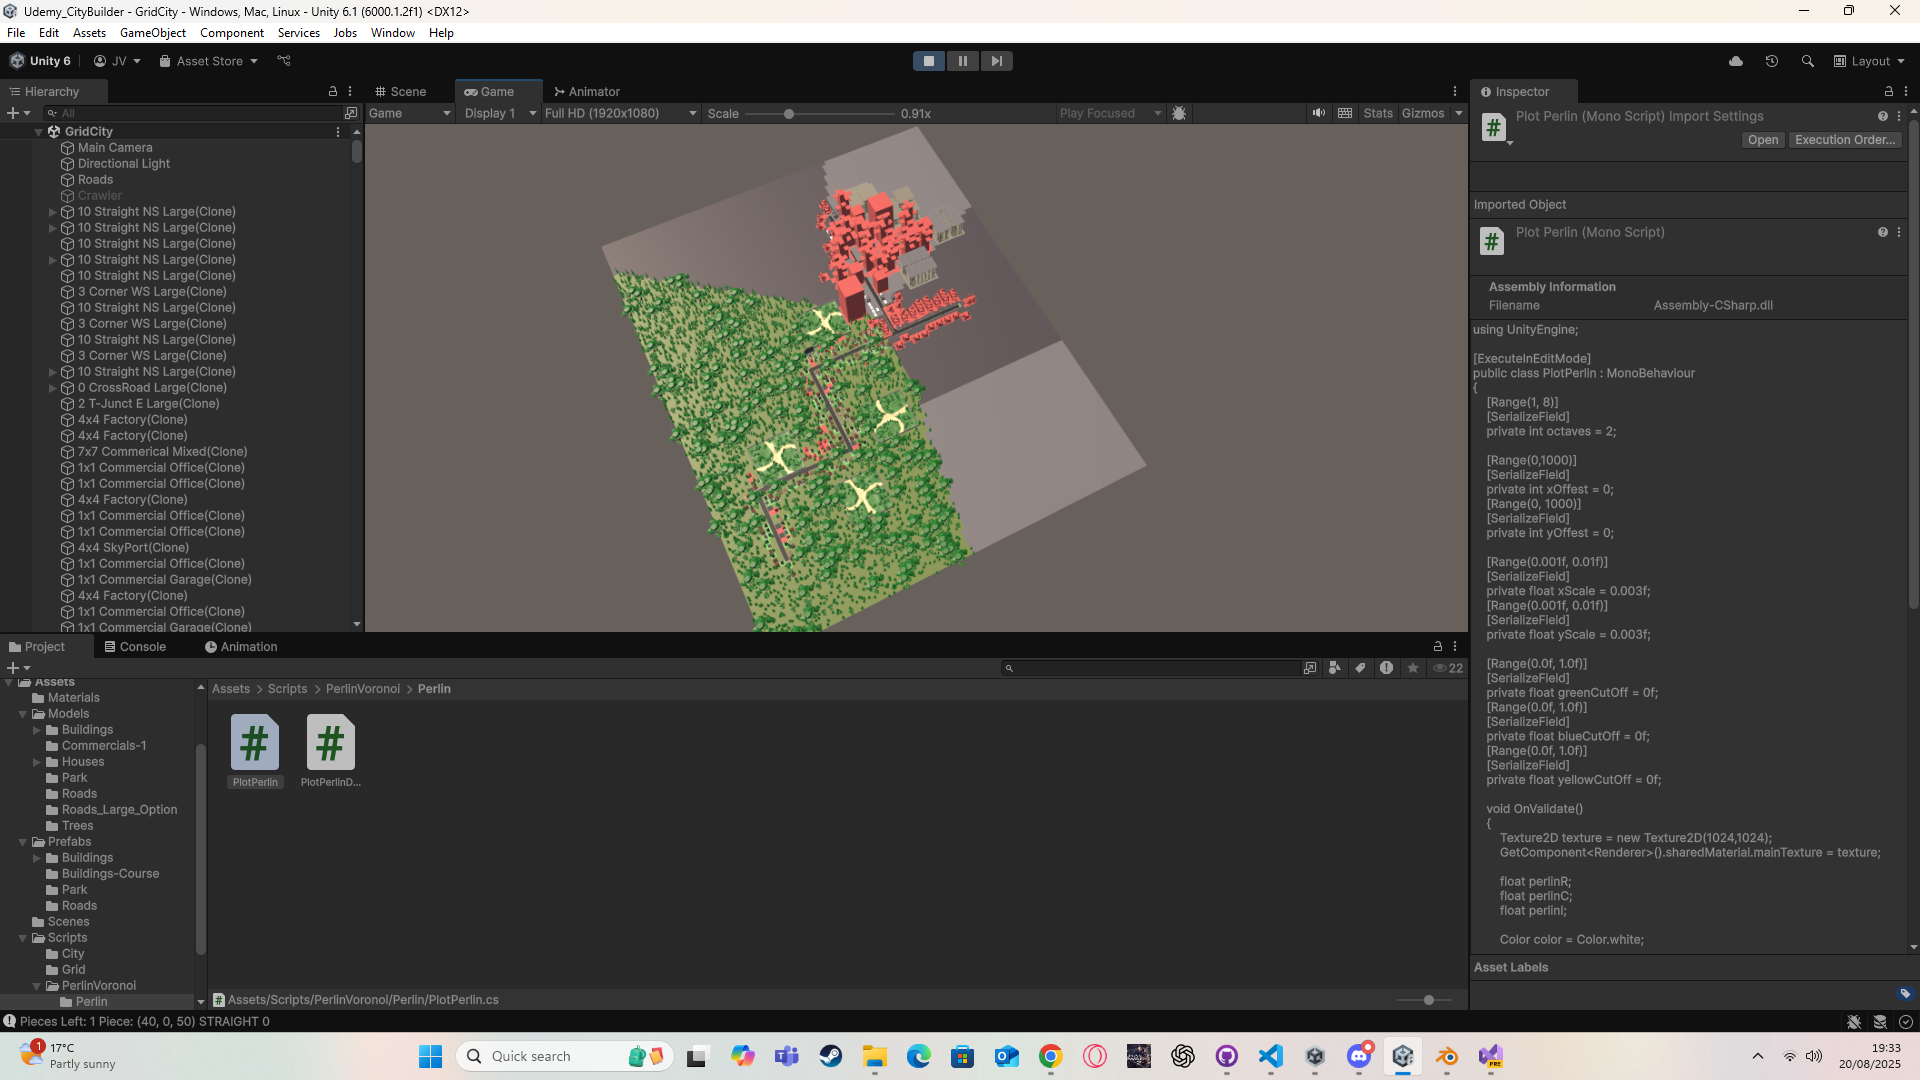 Udemy_CityBuilder - GridCity - Windows, Mac, Linux - Unity 6.1 (6000.1.2f1) <DX12>
File Edit Assets GameObject Component Services Jobs Window Help
Unity 6 JV Asset Store Layout
Hierarchy
All
GridCity
Main Camera
Directional Light
Roads
Crawler
10 Straight NS Large(Clone)
10 Straight NS Large(Clone)
10 Straight NS Large(Clone)
10 Straight NS Large(Clone)
10 Straight NS Large(Clone)
3 Corner WS Large(Clone)
10 Straight NS Large(Clone)
3 Corner WS Large(Clone)
10 Straight NS Large(Clone)
3 Corner WS Large(Clone)
10 Straight NS Large(Clone)
0 CrossRoad Large(Clone)
2 T-Junct E Large(Clone)
4x4 Factory(Clone)
4x4 Factory(Clone)
7x7 Commerical Mixed(Clone)
1x1 Commercial Office(Clone)
1x1 Commercial Office(Clone)
4x4 Factory(Clone)
1x1 Commercial Office(Clone)
1x1 Commercial Office(Clone)
4x4 SkyPort(Clone)
1x1 Commercial Office(Clone)
1x1 Commercial Garage(Clone)
4x4 Factory(Clone)
1x1 Commercial Office(Clone)
1x1 Commercial Garage(Clone)
Scene Game Animator
Game Display 1 Full HD (1920x1080) Scale 0.91x Play Focused Stats Gizmos
Inspector
Plot Perlin (Mono Script) Import Settings
Open Execution Order...
Imported Object
Plot Perlin (Mono Script)
Assembly Information
Filename Assembly-CSharp.dll
using UnityEngine;
[ExecuteInEditMode]
public class PlotPerlin : MonoBehaviour
{
[Range(1, 8)]
[SerializeField]
private int octaves = 2;
[Range(0,1000)]
[SerializeField]
private int xOffest = 0;
[Range(0, 1000)]
[SerializeField]
private int yOffest = 0;
[Range(0.001f, 0.01f)]
[SerializeField]
private float xScale = 0.003f;
[Range(0.001f, 0.01f)]
[SerializeField]
private float yScale = 0.003f;
[Range(0.0f, 1.0f)]
[SerializeField]
private float greenCutOff = 0f;
[Range(0.0f, 1.0f)]
[SerializeField]
private float blueCutOff = 0f;
[Range(0.0f, 1.0f)]
[SerializeField]
private float yellowCutOff = 0f;
void OnValidate()
{
Texture2D texture = new Texture2D(1024,1024);
GetComponent<Renderer>().sharedMaterial.mainTexture = texture;
float perlinR;
float perlinC;
float perlinI;
Color color = Color.white;
Asset Labels
Project Console Animation
22
Assets
Materials
Models
Buildings
Commercials-1
Houses
Park
Roads
Roads_Large_Option
Trees
Prefabs
Buildings
Buildings-Course
Park
Roads
Scenes
Scripts
City
Grid
PerlinVoronoi
Perlin
Assets > Scripts > PerlinVoronoi > Perlin
PlotPerlin PlotPerlinD...
Assets/Scripts/PerlinVoronoi/Perlin/PlotPerlin.cs
Pieces Left: 1 Piece: (40, 0, 50) STRAIGHT 0
1
17°C
Partly sunny
Quick search
PRE
19:33
20/08/2025